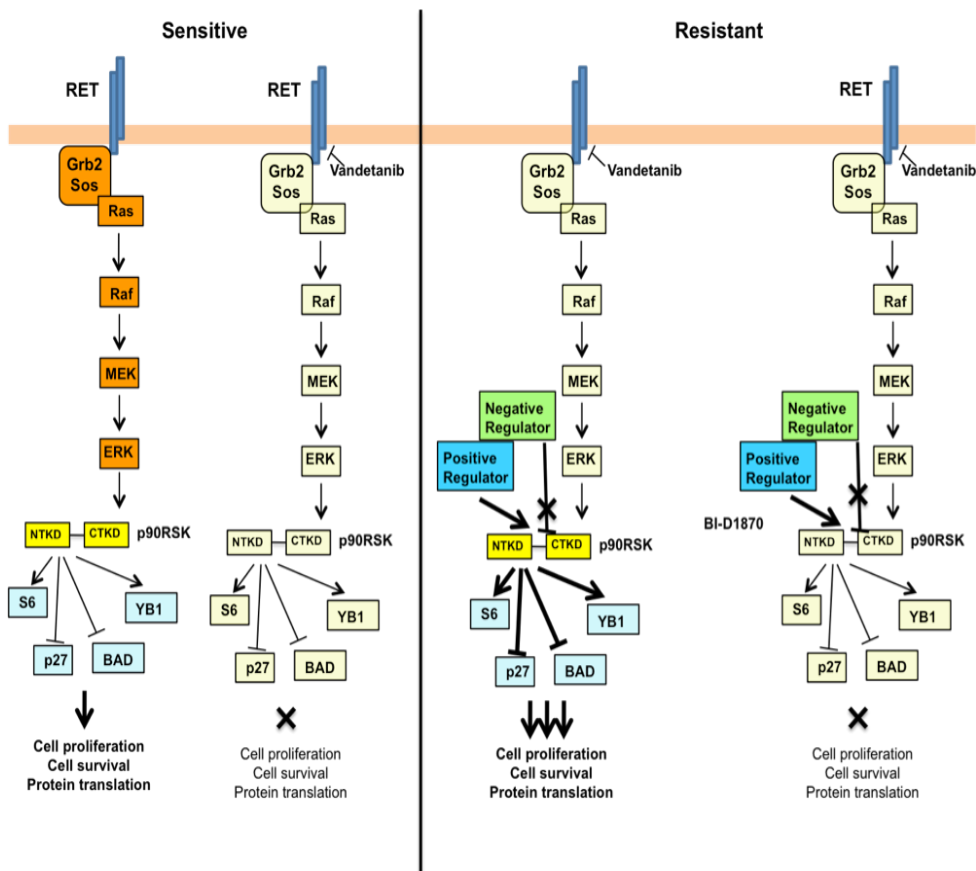 Sensitive
RET
Grb2
Sos
Ras
Raf
MEK
ERK
NTKD
CTKD
p90RSK
S6
YB1
p27
BAD
Cell proliferation
Cell survival
Protein translation
RET
Vandetanib
Grb2
Sos
Ras
Raf
MEK
ERK
NTKD
CTKD
p90RSK
S6
YB1
p27
BAD
Cell proliferation
Cell survival
Protein translation
Resistant
Vandetanib
Grb2
Sos
Ras
Raf
MEK
Negative
Regulator
Positive
Regulator
ERK
NTKD
CTKD
p90RSK
S6
YB1
p27
BAD
Cell proliferation
Cell survival
Protein translation
RET
Vandetanib
Grb2
Sos
Ras
Raf
MEK
Negative
Regulator
Positive
Regulator
ERK
BI-D1870
NTKD
CTKD
p90RSK
S6
YB1
p27
BAD
Cell proliferation
Cell survival
Protein translation